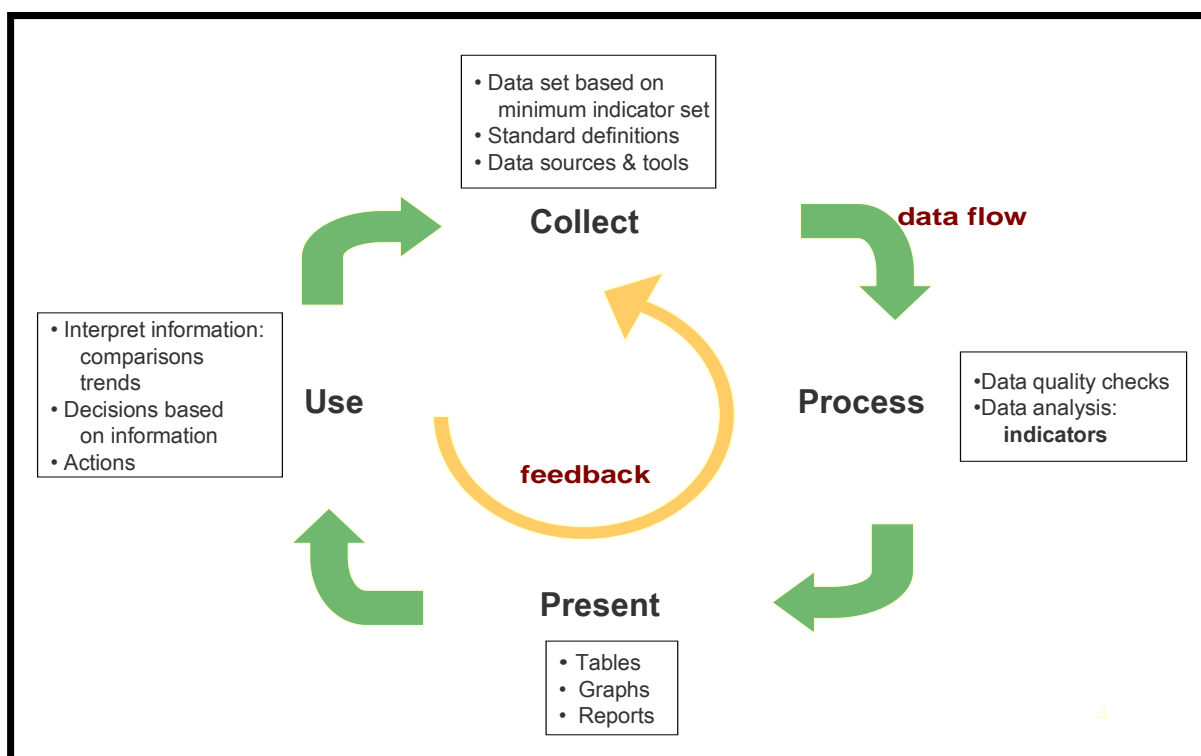 • Data set based on
minimum indicator set
• Standard definitions
• Data sources & tools
Collect
data flow
• Interpret information:
comparisons
trends
• Decisions based
on information
• Actions
Use
Process
•Data quality checks
•Data analysis:
indicators
feedback
Present
• Tables
• Graphs
• Reports
4